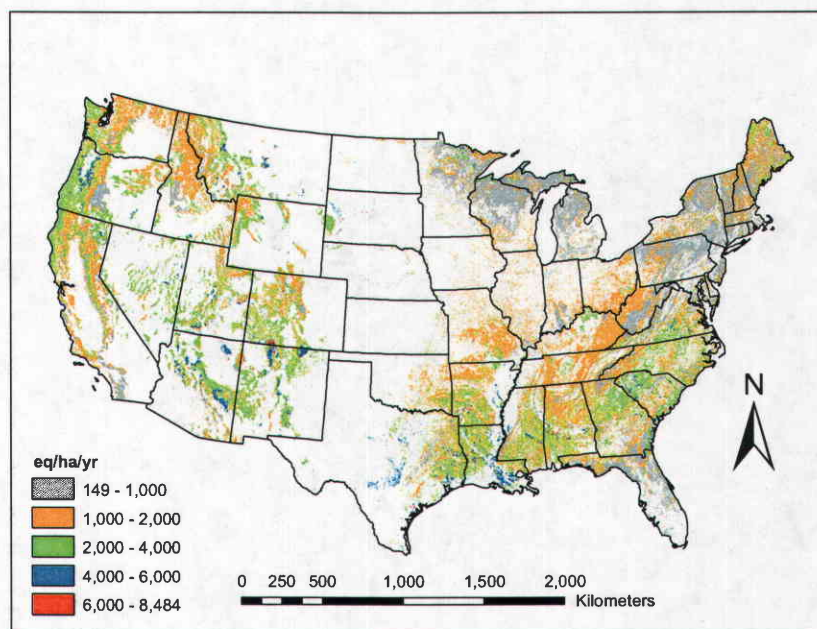 N
eq/ha/yr
149 - 1,000
1,000 - 2,000
2,000 - 4,000
4,000 - 6,000
6,000 - 8,484
0 250 500 1,000 1,500 2,000
Kilometers